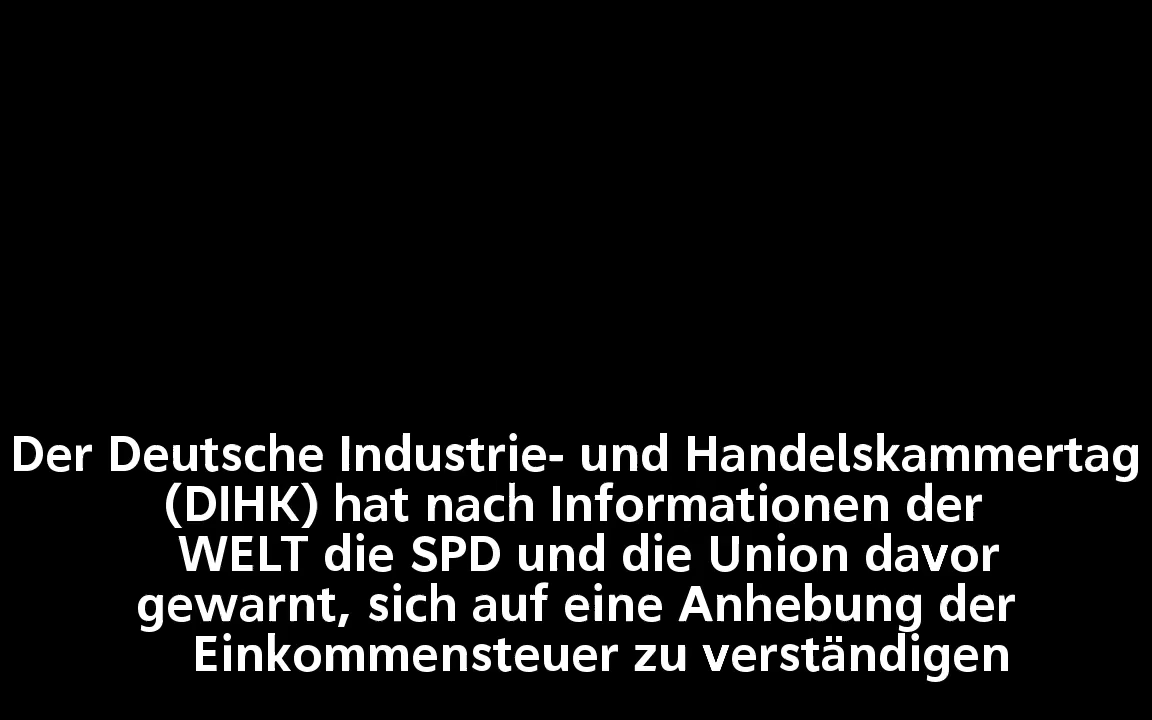 Der Deutsche Industrie- und Handelskammertag
(DIHK) hat nach Informationen der
WELT die SPD und die Union davor
gewarnt, sich auf eine Anhebung der
Einkommensteuer zu verständigen